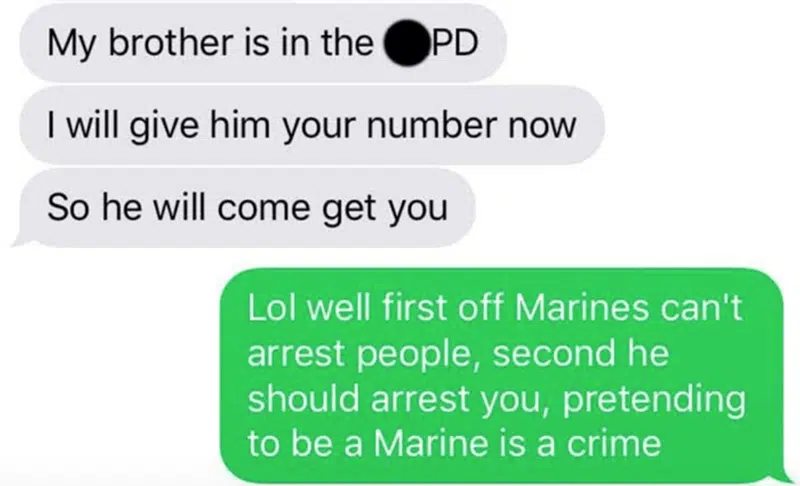 My brother is in the PD
I will give him your number now
So he will come get you
Lol well first off Marines can't
arrest people, second he
should arrest you, pretending
to be a Marine is a crime